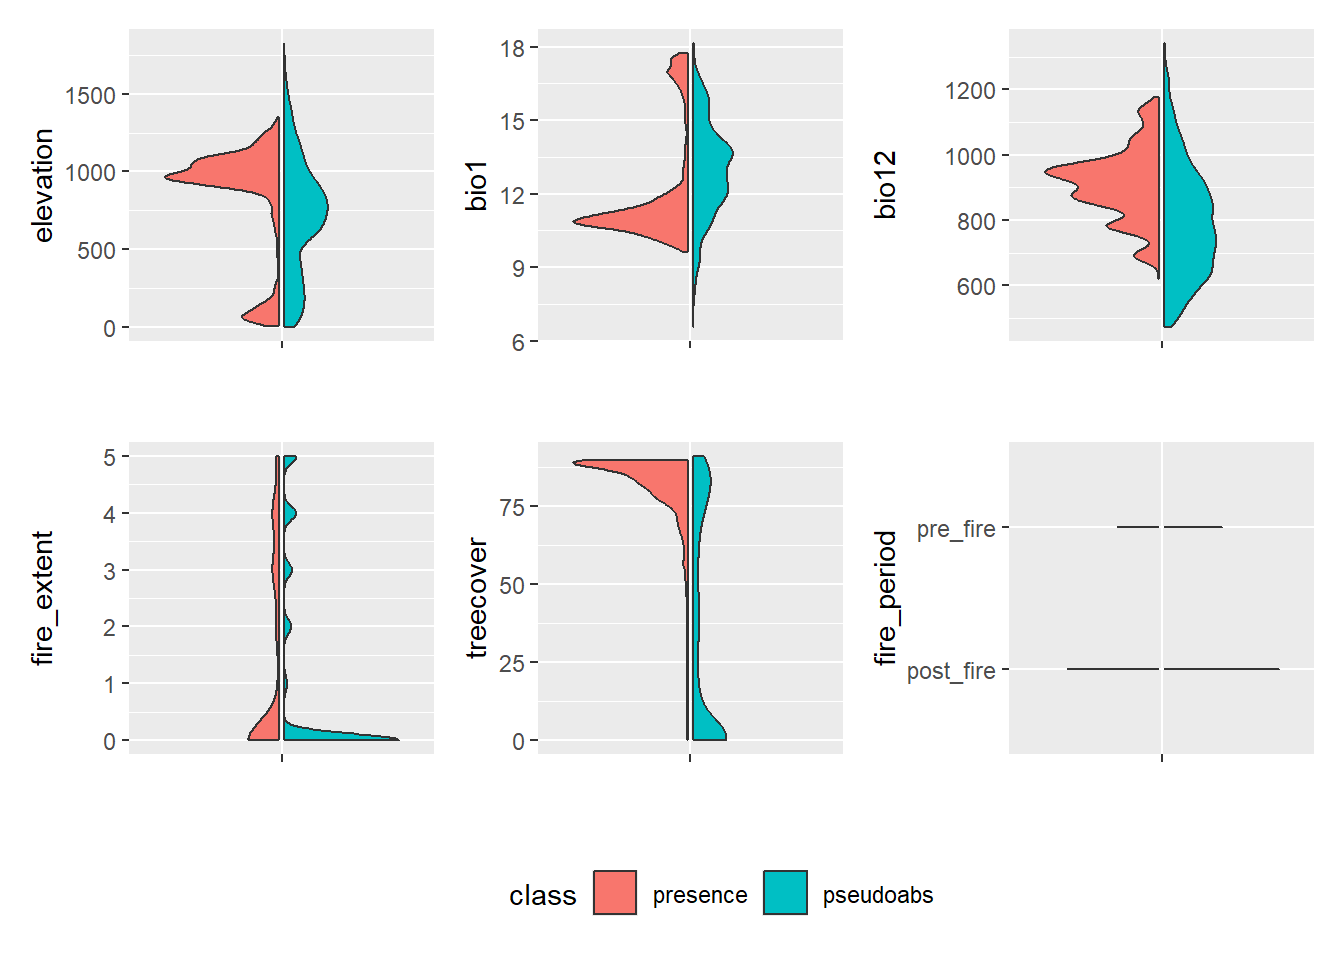 elevation
1500
1000
500
0
bio1
18
15
12
9
6
bio12
1200
1000
800
600
fire_extent
5
4
3
2
1
0
treecover
75
50
25
0
fire_period
pre_fire
post_fire
class presence pseudoabs